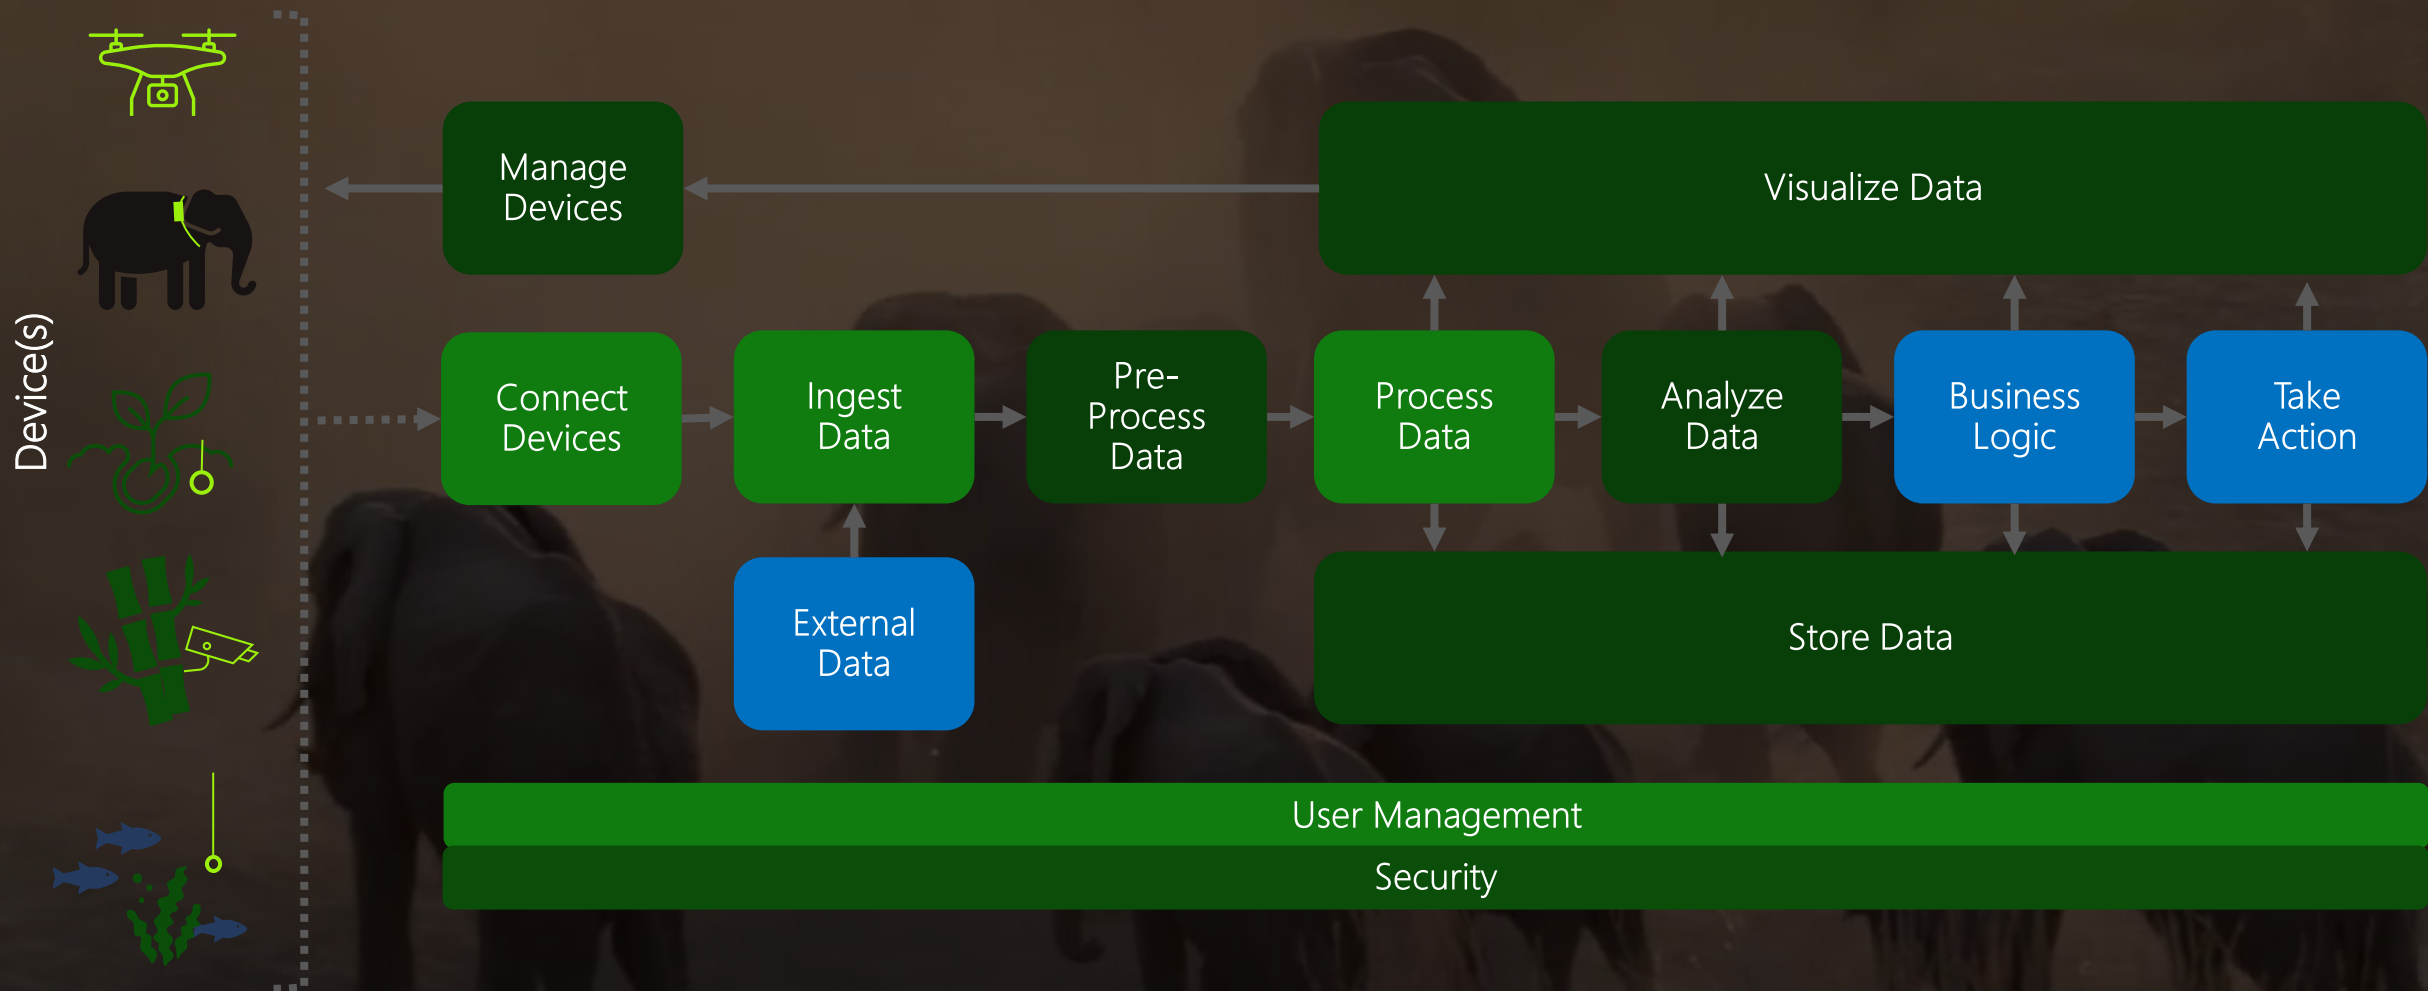 Device(s)
Manage
Devices
Visualize Data
Connect
Devices
Ingest
Data
Pre-
Process
Data
Process
Data
Analyze
Data
Business
Logic
Take
Action
External
Data
Store Data
User Management
Security